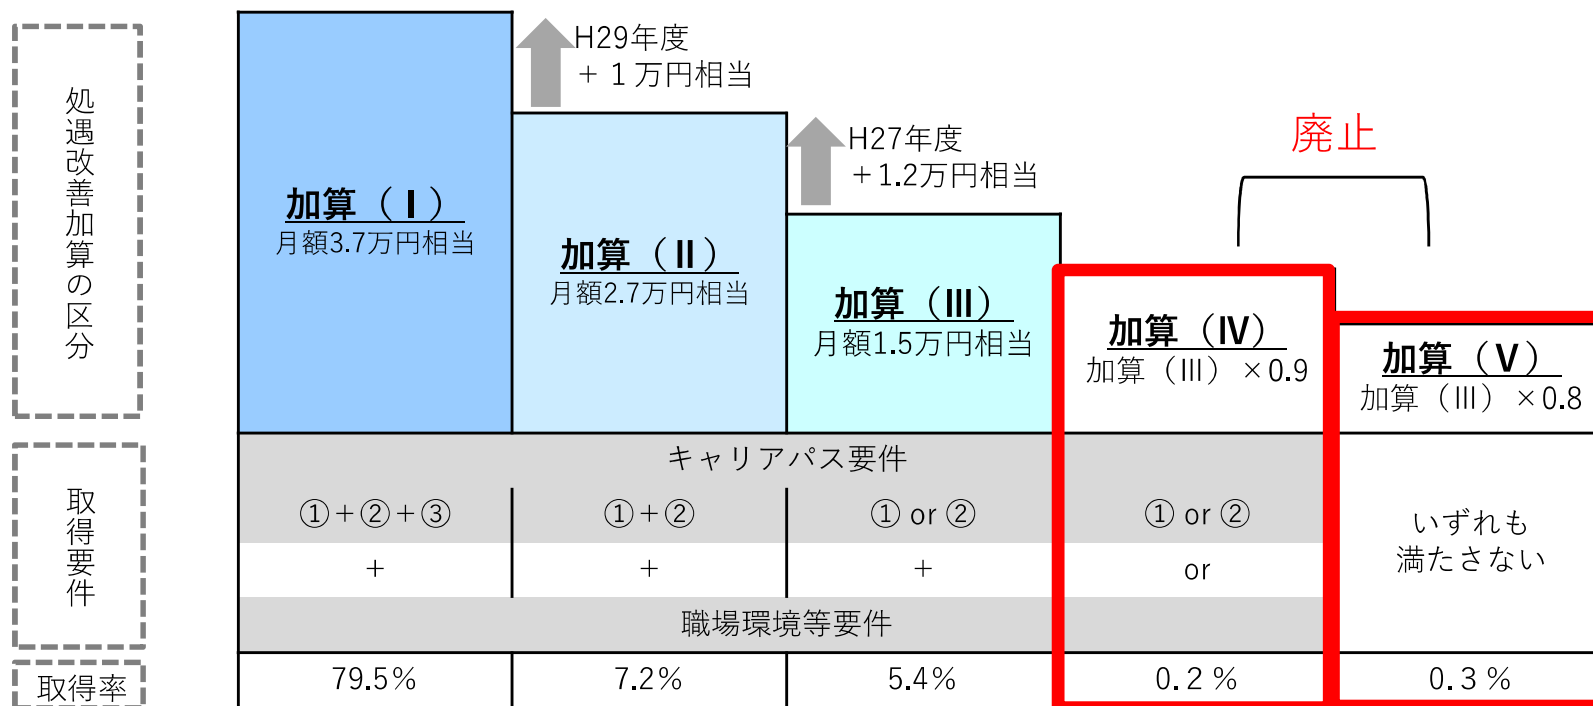 処遇改善加算の区分
H29年度
+ 1 万円相当
H27年度
+1.2万円相当
廃止
加算（Ⅰ）
月額3.7万円相当
加算（Ⅱ）
月額2.7万円相当
加算（Ⅲ）
月額1.5万円相当
加算（Ⅳ）
加算（Ⅲ）×0.9
加算（Ⅴ）
加算（Ⅲ）×0.8
取得要件
キャリアパス要件
①+②+③
①+②
① or ②
① or ②
いずれも
満たさない
+
+
+
or
職場環境等要件
取得率
79.5%
7.2%
5.4%
0.2 %
0.3 %